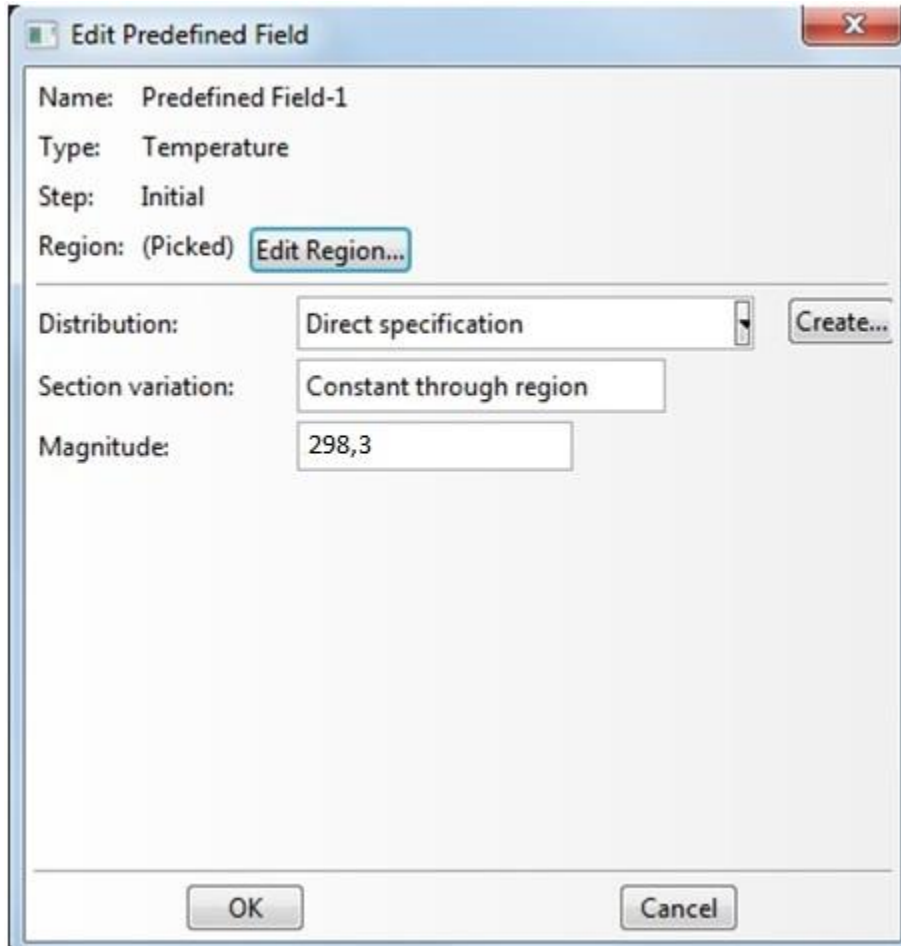 Edit Predefined Field
Name: Predefined Field-1
Type: Temperature
Step: Initial
Region: (Picked) Edit Region...
Distribution: Direct specification Create...
Section variation: Constant through region
Magnitude: 298,3
OK Cancel